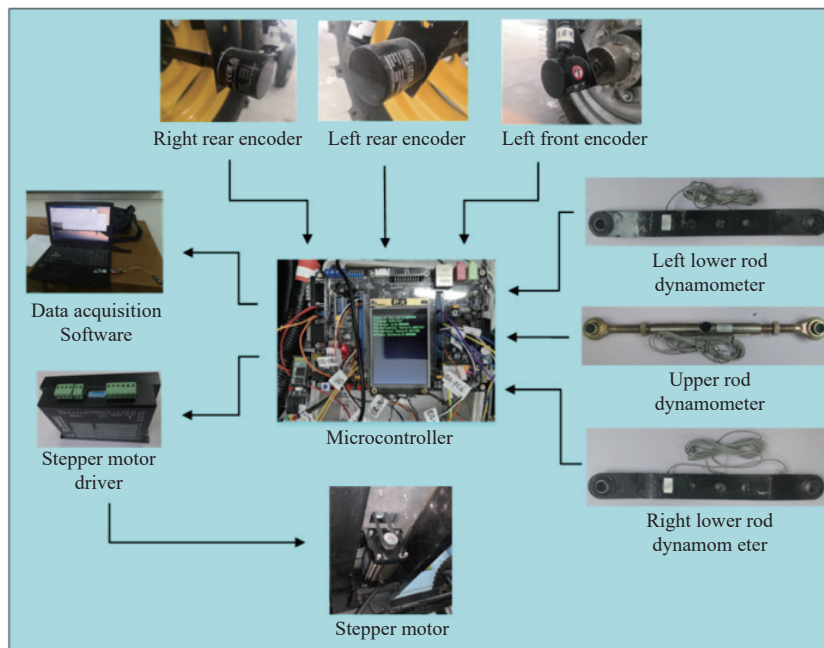 Right rear encoder
Left rear encoder
Left front encoder
Data acquisition
Software
Left lower rod
dynamometer
Upper rod
dynamometer
Microcontroller
Stepper motor
driver
Right lower rod
dynamom eter
Stepper motor